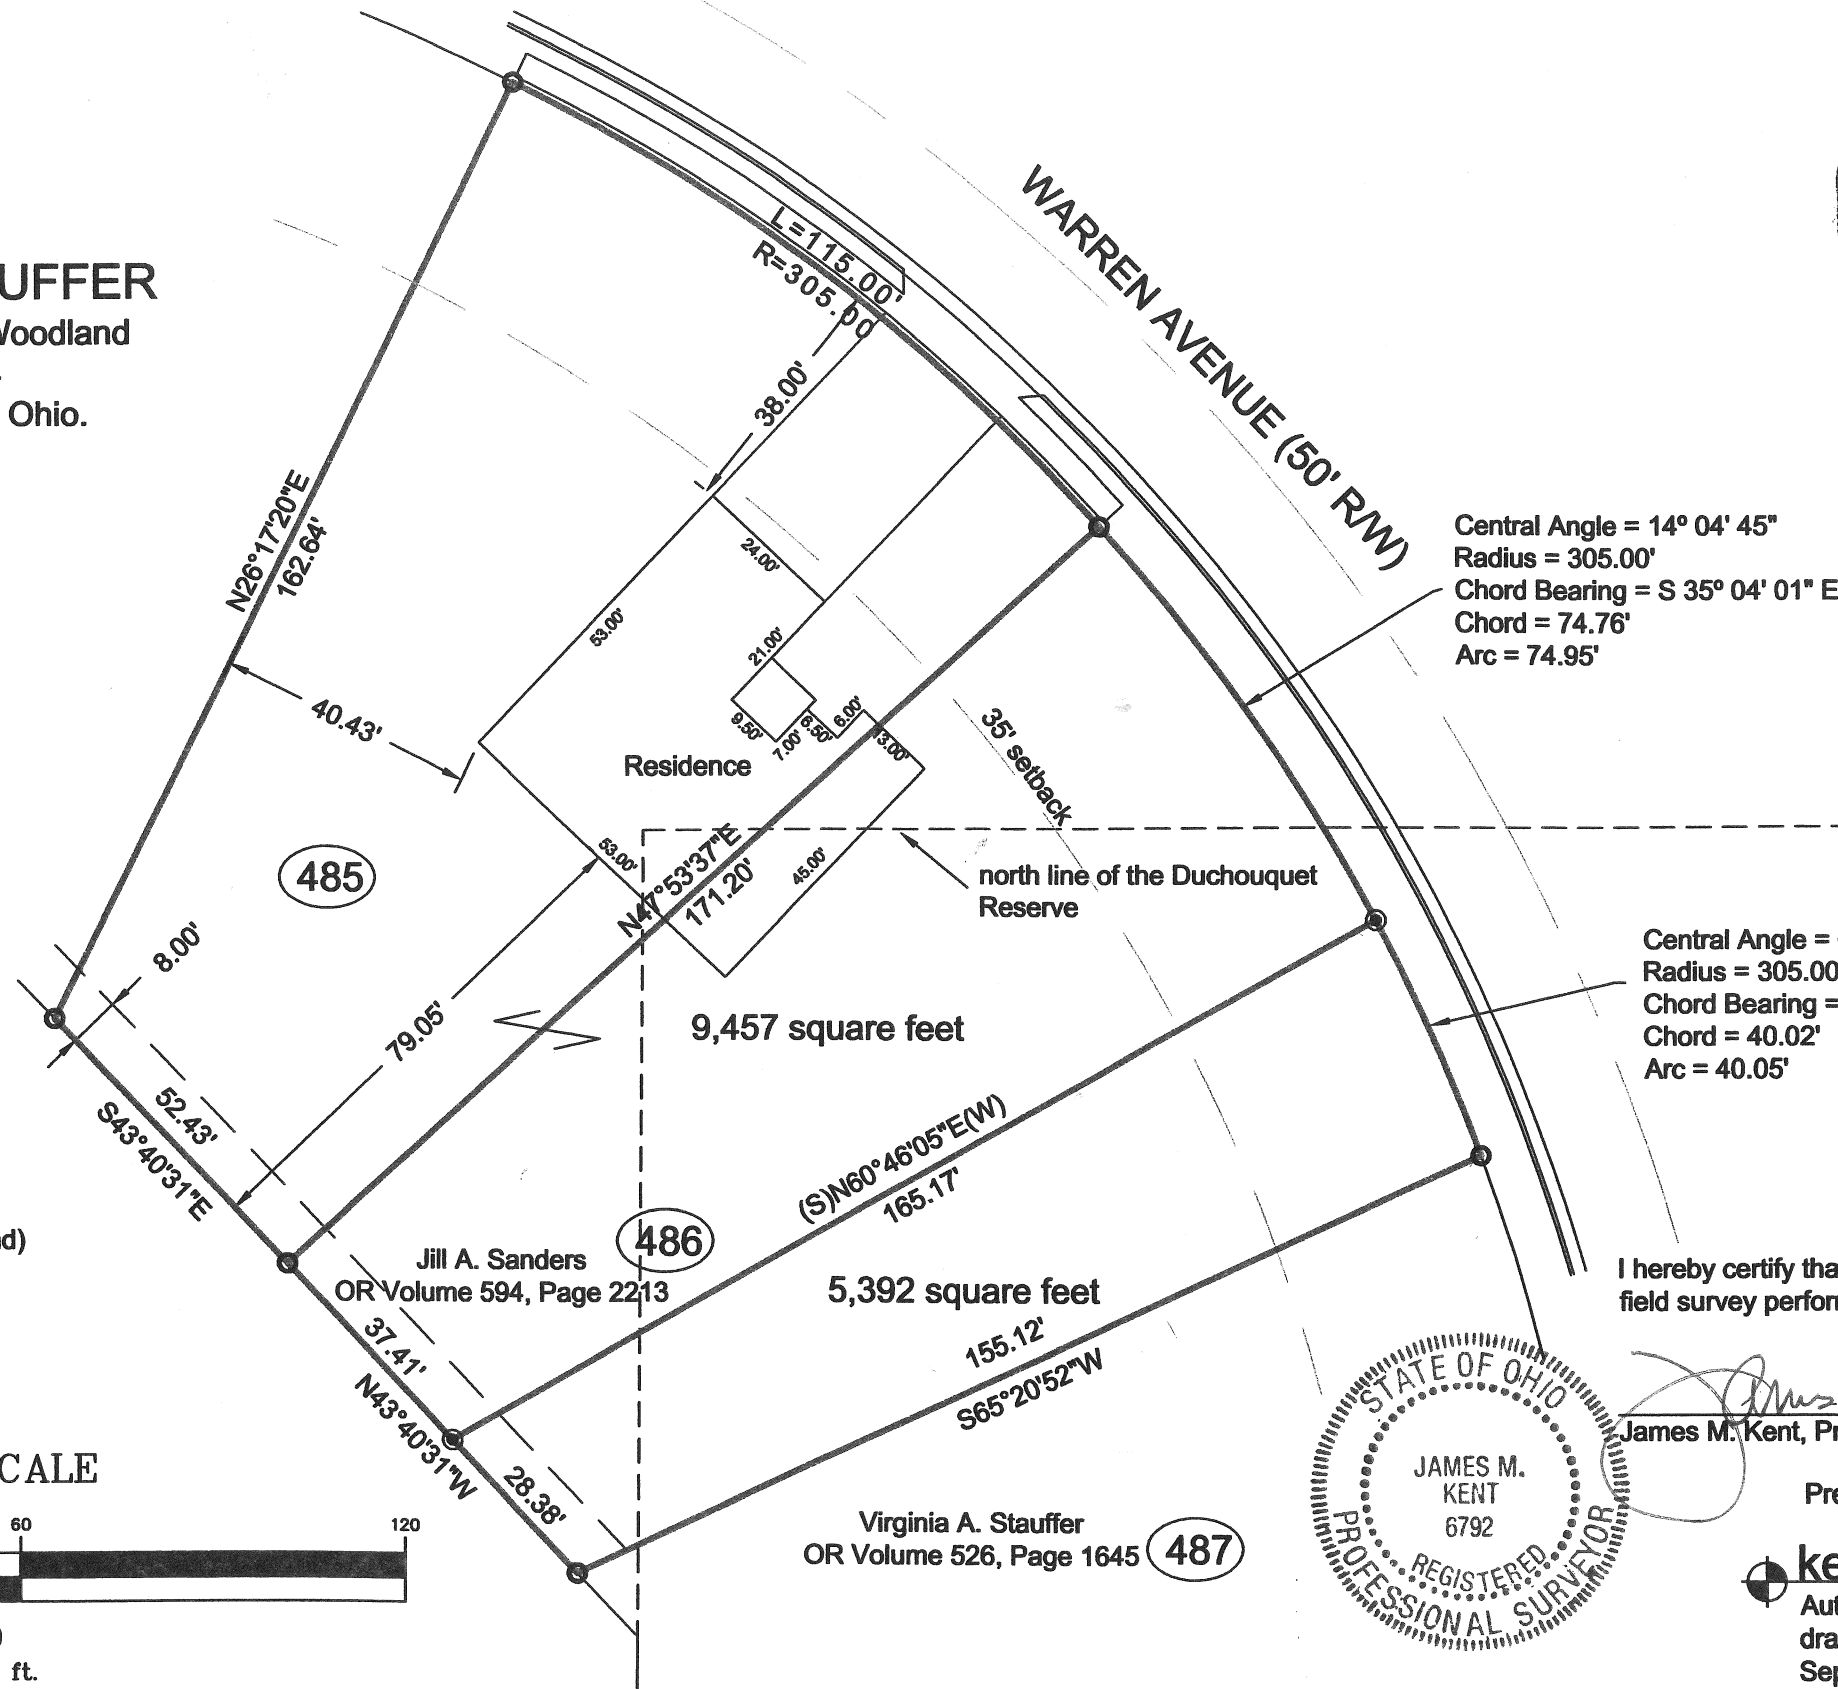 UFFER
Woodland
Ohio.
WARREN AVENUE (50' R/W)
L=115.00'
R=305.00
38.00'
N26°17'20"E
162.64'
24.00'
53.00'
21.00'
9.50'
7.00'
6.50'
6.00'
13.00'
Residence
40.43'
53.00'
45.00'
35' setback
Central Angle = 14º 04' 45"
Radius = 305.00'
Chord Bearing = S 35º 04' 01" E
Chord = 74.76'
Arc = 74.95'
485
N47°53'37"E
171.20'
north line of the Duchouquet
Reserve
8.00'
79.05'
9,457 square feet
Central Angle =
Radius = 305.00
Chord Bearing =
Chord = 40.02'
Arc = 40.05'
52.43'
S43°40'31"E
(S)N60°46'05"E(W)
165.17'
486
Jill A. Sanders
OR Volume 594, Page 2213
5,392 square feet
155.12'
S65°20'52"W
37.41'
N43°40'31"W
28.38'
I hereby certify tha
field survey perfor
James M. Kent, Pr
STATE OF OHIO
JAMES M.
KENT
6792
REGISTERED
PROFESSIONAL SURVEYOR
Virginia A. Stauffer
OR Volume 526, Page 1645
487
CALE
60
120
ft.
Pre
ke
Aut
dra
Sep